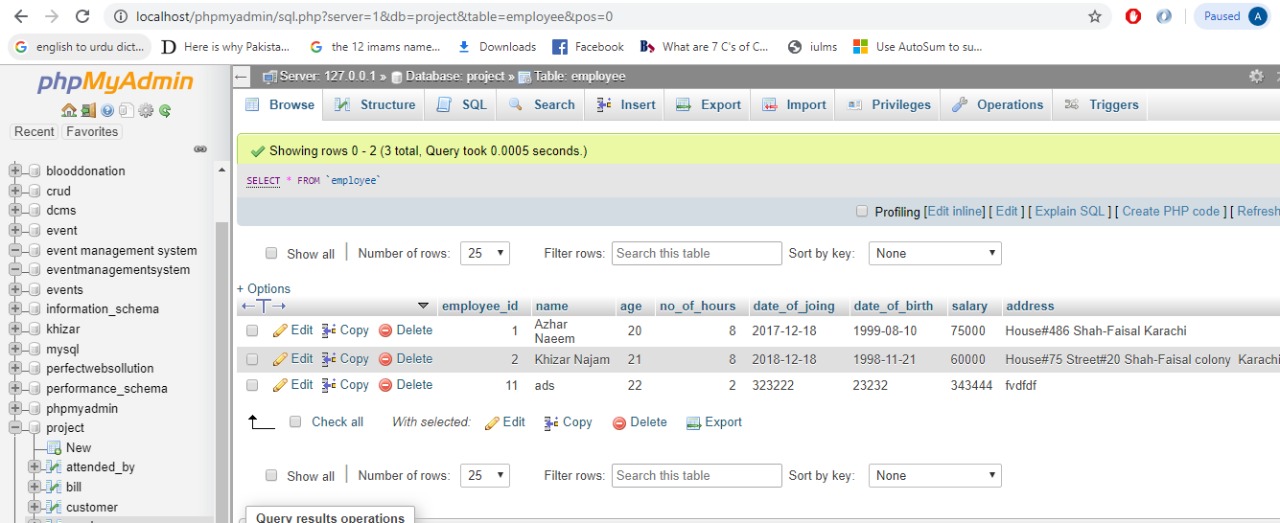 localhost/phpmyadmin/sql.php?server=1&db=project&table=employee&pos=0 Paused A
english to urdu dict... Here is why Pakista... the 12 imams name... Downloads Facebook What are 7 C's of C... iulms Use AutoSum to su...
phpMyAdmin
Recent Favorites
blooddonation
crud
dcms
event
event management system
eventmanagementsystem
events
information_schema
khizar
mysql
perfectwebsollution
performance_schema
phpmyadmin
project
New
attended_by
bill
customer
Server: 127.0.0.1 » Database: project » Table: employee
Browse Structure SQL Search Insert Export Import Privileges Operations Triggers
Showing rows 0 - 2 (3 total, Query took 0.0005 seconds.)
SELECT * FROM `employee`
Profiling [Edit inline] [ Edit ] [ Explain SQL ] [ Create PHP code ] [ Refresh
Show all | Number of rows: 25 Filter rows: Search this table Sort by key: None
+ Options
←T→ employee_id name age no_of_hours date_of_joing date_of_birth salary address
Edit Copy Delete 1 Azhar Naeem 20 8 2017-12-18 1999-08-10 75000 House#486 Shah-Faisal Karachi
Edit Copy Delete 2 Khizar Najam 21 8 2018-12-18 1998-11-21 60000 House#75 Street#20 Shah-Faisal colony Karachi
Edit Copy Delete 11 ads 22 2 323222 23232 343444 fvdfdf
Check all With selected: Edit Copy Delete Export
Show all | Number of rows: 25 Filter rows: Search this table Sort by key: None
Query results operations